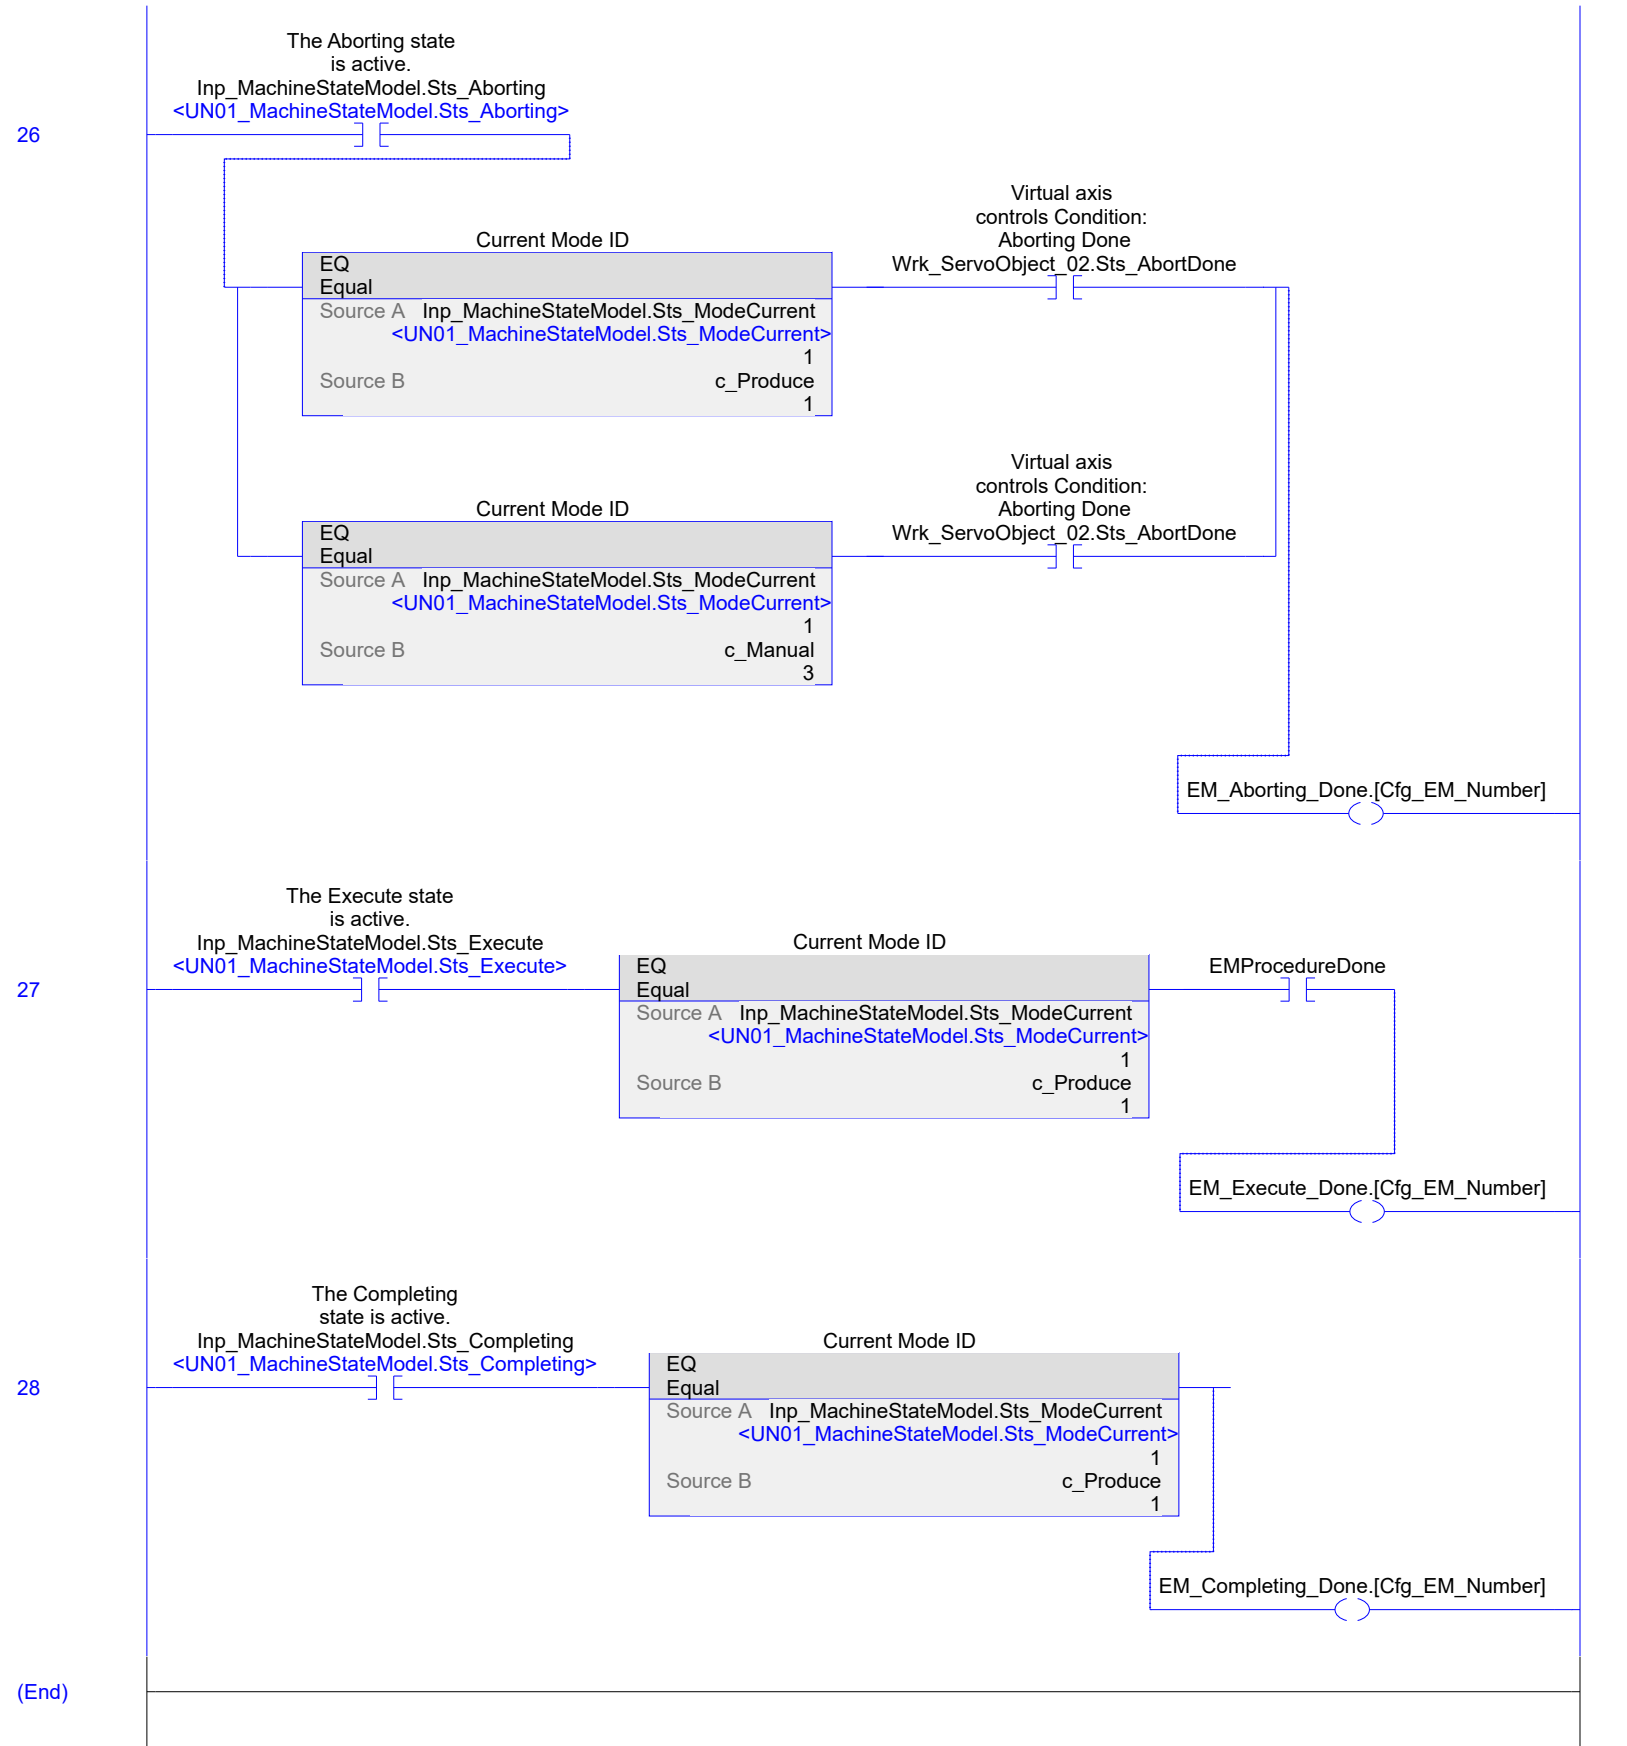 The Aborting state
is active.
Inp_MachineStateModel.Sts_Aborting
<UN01_MachineStateModel.Sts_Aborting>
26
Virtual axis
controls Condition:
Aborting Done
Wrk_ServoObject_02.Sts_AbortDone
Current Mode ID
EQ
Equal
Source A Inp_MachineStateModel.Sts_ModeCurrent
<UN01_MachineStateModel.Sts_ModeCurrent>
1
Source B c_Produce
1
Virtual axis
controls Condition:
Aborting Done
Wrk_ServoObject_02.Sts_AbortDone
Current Mode ID
EQ
Equal
Source A Inp_MachineStateModel.Sts_ModeCurrent
<UN01_MachineStateModel.Sts_ModeCurrent>
1
Source B c_Manual
3
EM_Aborting_Done.[Cfg_EM_Number]
The Execute state
is active.
Inp_MachineStateModel.Sts_Execute
<UN01_MachineStateModel.Sts_Execute>
27
Current Mode ID
EQ
Equal
Source A Inp_MachineStateModel.Sts_ModeCurrent
<UN01_MachineStateModel.Sts_ModeCurrent>
1
Source B c_Produce
1
EMProcedureDone
EM_Execute_Done.[Cfg_EM_Number]
The Completing
state is active.
Inp_MachineStateModel.Sts_Completing
<UN01_MachineStateModel.Sts_Completing>
28
Current Mode ID
EQ
Equal
Source A Inp_MachineStateModel.Sts_ModeCurrent
<UN01_MachineStateModel.Sts_ModeCurrent>
1
Source B c_Produce
1
EM_Completing_Done.[Cfg_EM_Number]
(End)